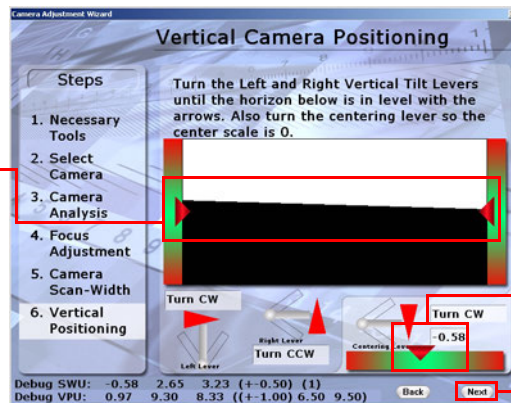 Camera Adjustment Wizard
Vertical Camera Positioning
Steps
1. Necessary
Tools
2. Select
Camera
3. Camera
Analysis
4. Focus
Adjustment
5. Camera
Scan-Width
6. Vertical
Positioning
Turn the Left and Right Vertical Tilt Levers
until the horizon below is in level with the
arrows. Also turn the centering lever so the
center scale is 0.
Turn CW
Left Lever
Right Lever
Turn CCW
Turn CW
Centering Lever
-0.58
Debug SWU: -0.58 2.65 3.23 (+-0.50) (1)
Debug VPU: 0.97 9.30 8.33 ((+-1.00) 6.50 9.50)
Back
Next